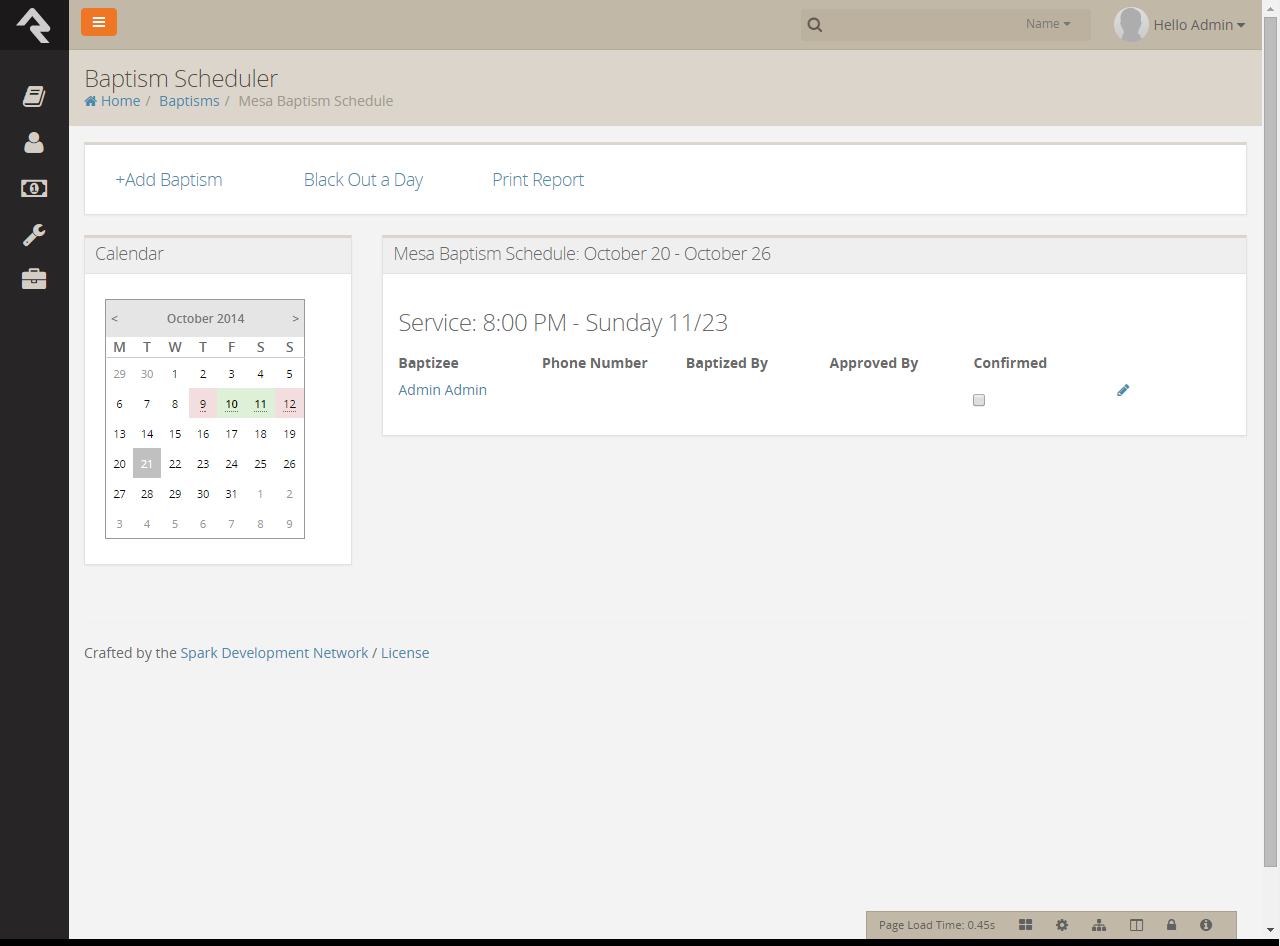 Name
Hello Admin
Baptism Scheduler
Home / Baptisms / Mesa Baptism Schedule
+Add Baptism Black Out a Day Print Report
Calendar
< October 2014 >
M T W T F S S
29 30 1 2 3 4 5
6 7 8 9 10 11 12
13 14 15 16 17 18 19
20 21 22 23 24 25 26
27 28 29 30 31 1 2
3 4 5 6 7 8 9
Mesa Baptism Schedule: October 20 - October 26
Service: 8:00 PM - Sunday 11/23
Baptizee Phone Number Baptized By Approved By Confirmed
Admin Admin
Crafted by the Spark Development Network / License
Page Load Time: 0.45s